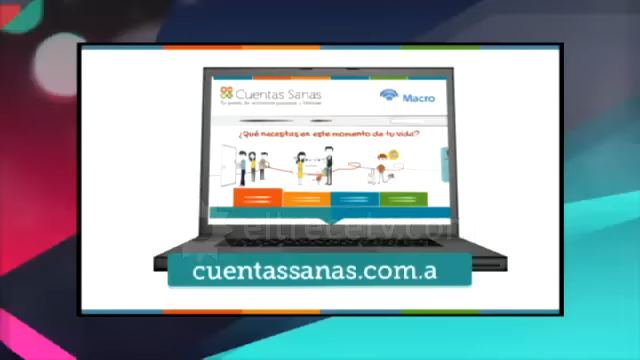 Cuentas Sanas
Macro
¿Qué necesitas en este momento de tu vida?
eltrecetv.com
cuentassanas.com.a